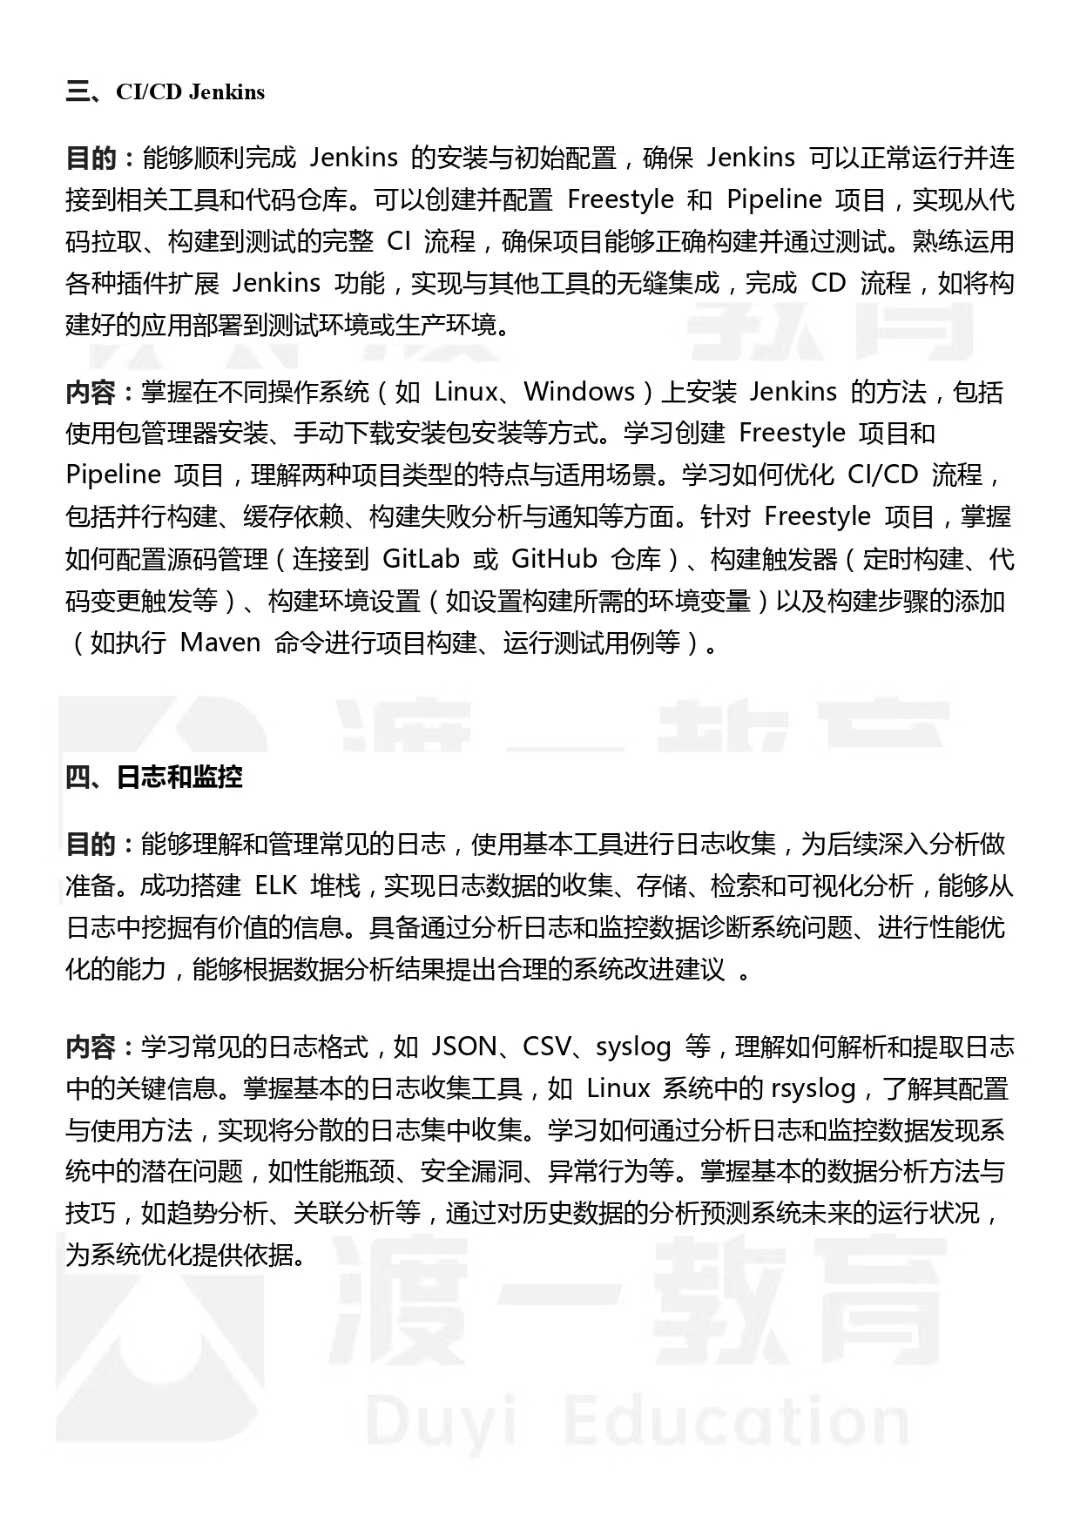 三、CI/CD Jenkins
目的：能够顺利完成 Jenkins 的安装与初始配置，确保 Jenkins 可以正常运行并连
接到相关工具和代码仓库。可以创建并配置 Freestyle 和 Pipeline 项目，实现从代
码拉取、构建到测试的完整 CI 流程，确保项目能够正确构建并通过测试。熟练运用
各种插件扩展 Jenkins 功能，实现与其他工具的无缝集成，完成 CD 流程，如将构
建好的应用部署到测试环境或生产环境。
内容：掌握在不同操作系统（如 Linux、Windows）上安装 Jenkins 的方法，包括
使用包管理器安装、手动下载安装包安装等方式。学习创建 Freestyle 项目和
Pipeline 项目，理解两种项目类型的特点与适用场景。学习如何优化 CI/CD 流程，
包括并行构建、缓存依赖、构建失败分析与通知等方面。针对 Freestyle 项目，掌握
如何配置源码管理（连接到 GitLab 或 GitHub 仓库）、构建触发器（定时构建、代
码变更触发等）、构建环境设置（如设置构建所需的环境变量）以及构建步骤的添加
（如执行 Maven 命令进行项目构建、运行测试用例等）。
渡一教育
四、日志和监控
目的：能够理解和管理常见的日志，使用基本工具进行日志收集，为后续深入分析做
准备。成功搭建 ELK 堆栈，实现日志数据的收集、存储、检索和可视化分析，能够从
日志中挖掘有价值的信息。具备通过分析日志和监控数据诊断系统问题、进行性能优
化的能力，能够根据数据分析结果提出合理的系统改进建议 。
内容：学习常见的日志格式，如 JSON、CSV、syslog 等，理解如何解析和提取日志
中的关键信息。掌握基本的日志收集工具，如 Linux 系统中的 rsyslog，了解其配置
与使用方法，实现将分散的日志集中收集。学习如何通过分析日志和监控数据发现系
统中的潜在问题，如性能瓶颈、安全漏洞、异常行为等。掌握基本的数据分析方法与
技巧，如趋势分析、关联分析等，通过对历史数据的分析预测系统未来的运行状况，
为系统优化提供依据。
渡一教育
Duyi Education